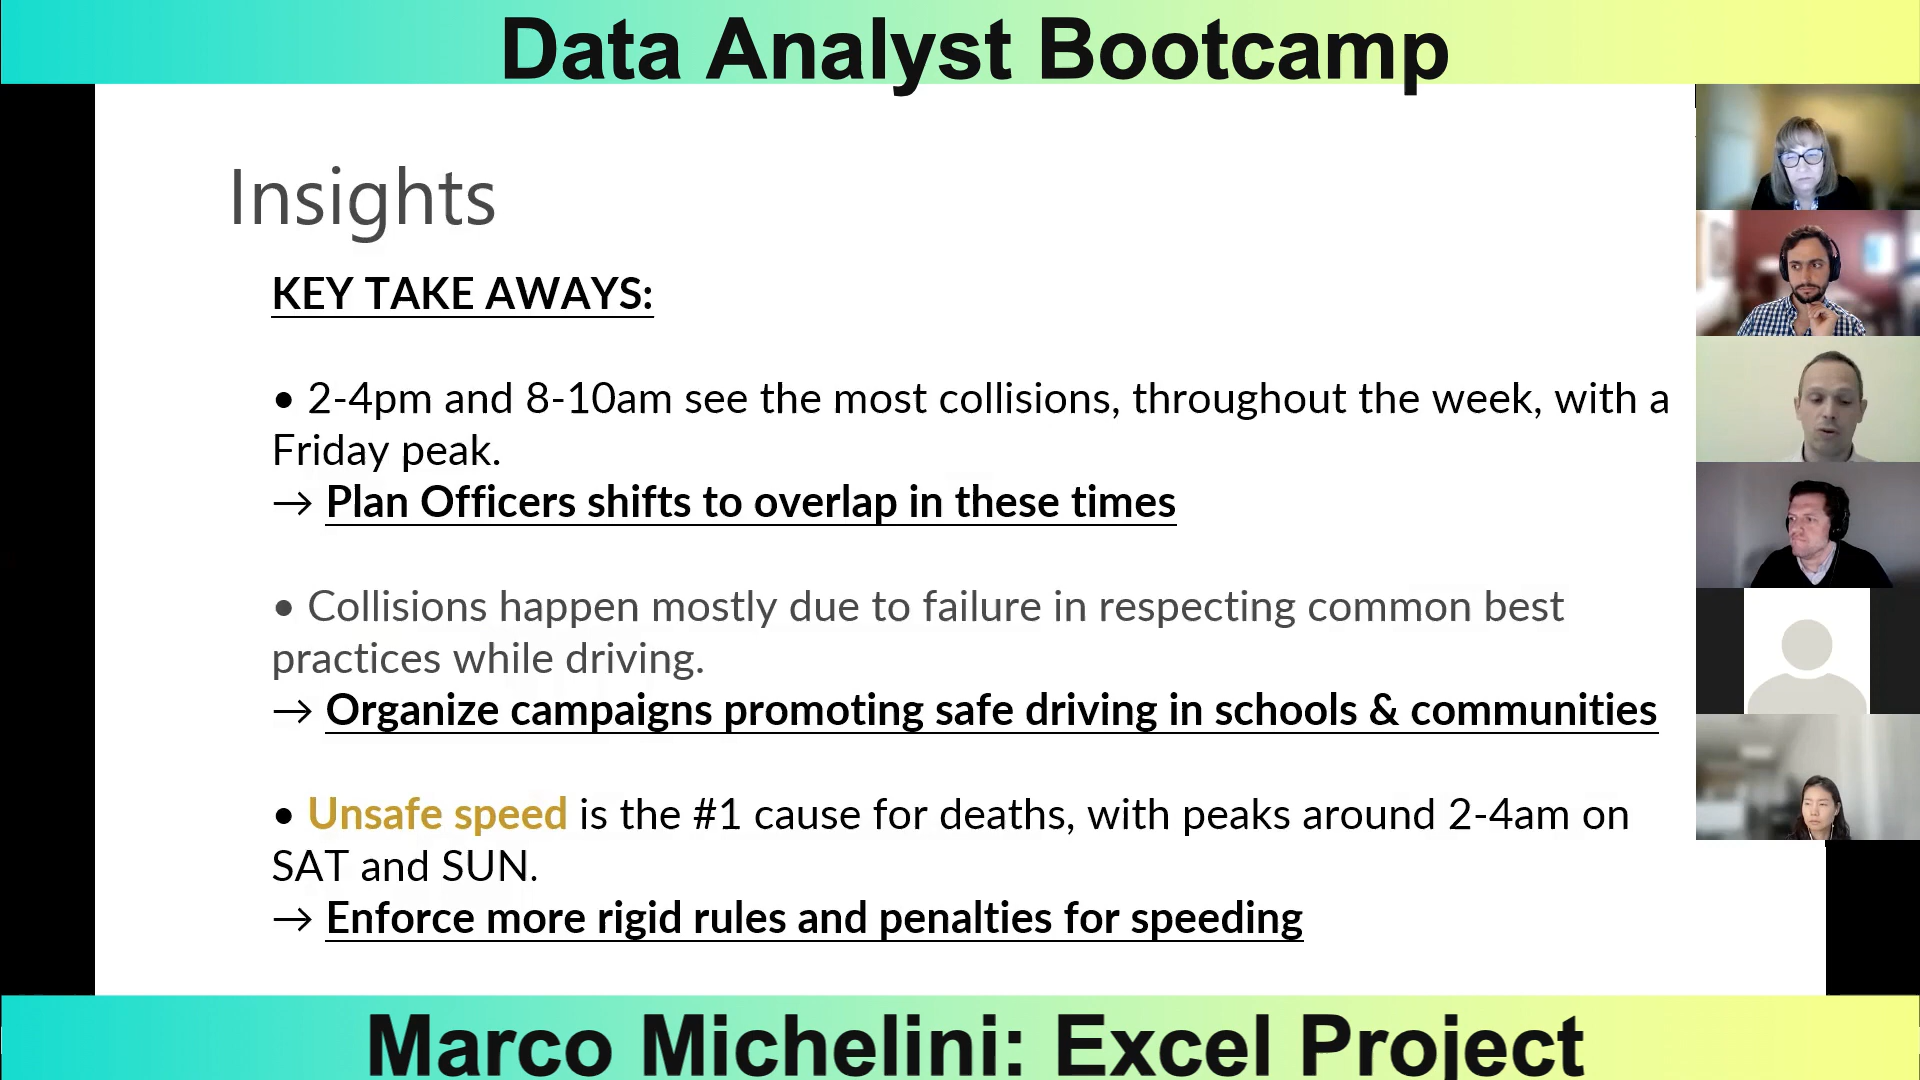 Data Analyst Bootcamp
Insights
KEY TAKE AWAYS:
• 2-4pm and 8-10am see the most collisions, throughout the week, with a
Friday peak.
→ Plan Officers shifts to overlap in these times
• Collisions happen mostly due to failure in respecting common best
practices while driving.
→ Organize campaigns promoting safe driving in schools & communities
• Unsafe speed is the #1 cause for deaths, with peaks around 2-4am on
SAT and SUN.
→ Enforce more rigid rules and penalties for speeding
Marco Michelini: Excel Project